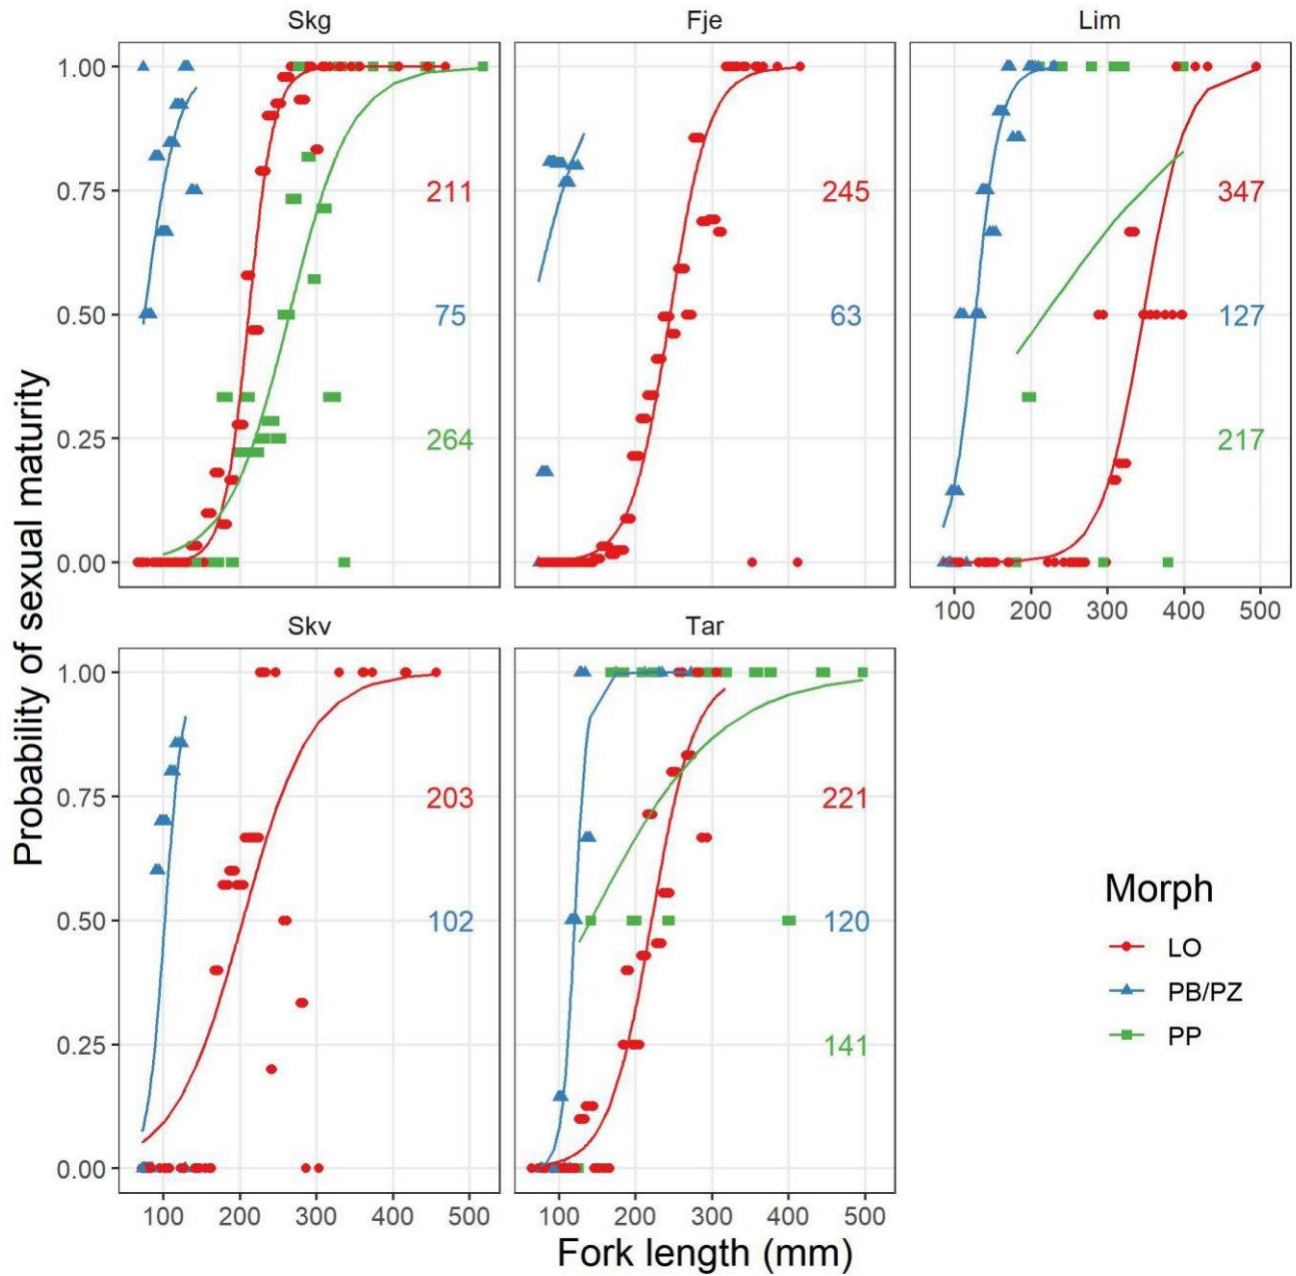 Skg Fje Lim
1.00
0.75
0.50
0.25
0.00
211
75
264
245
63
347
127
217
100 200 300 400 500
Probability of sexual maturity
Skv Tar
1.00
0.75
0.50
0.25
0.00
203
102
221
120
141
100 200 300 400 500
100 200 300 400 500
Fork length (mm)
Morph
LO
PB/PZ
PP